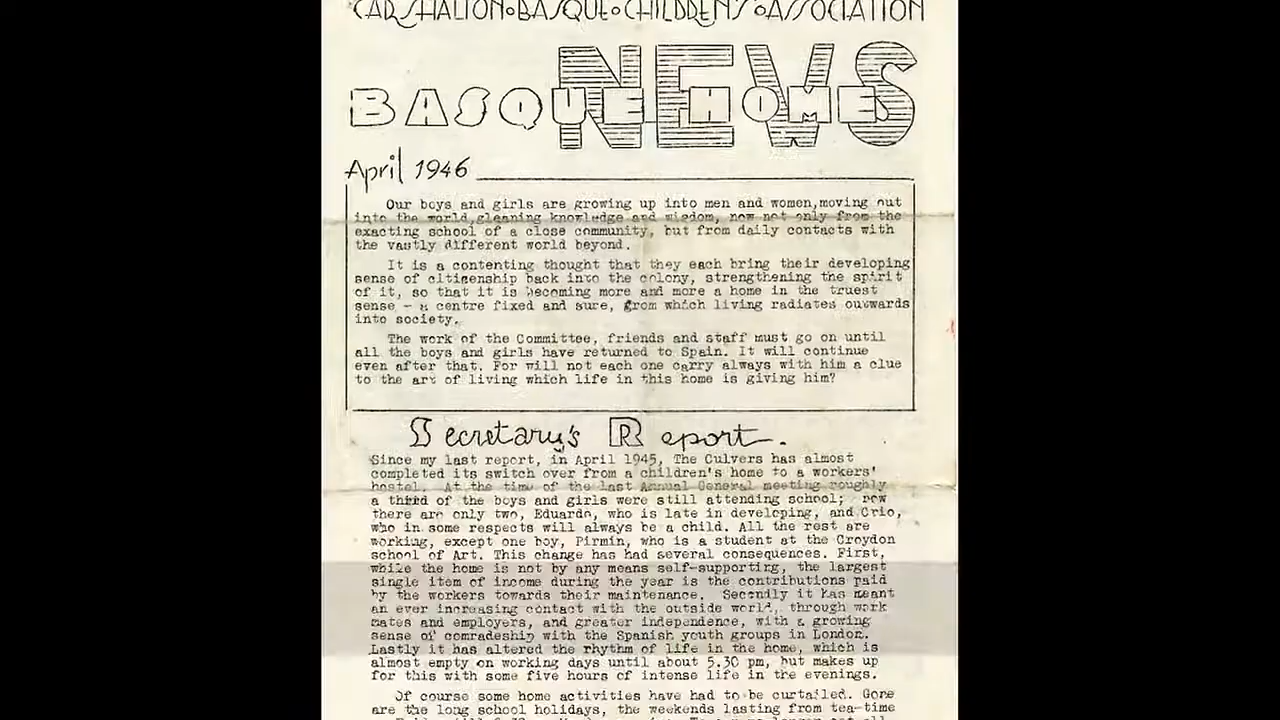 CARSHALTON•BASQUE•CHILDREN'S•ASSOCIATION
BASQUE HOME NEWS
April 1946
Our boys and girls are growing up into men and women,moving out
into the world,gleaning knowledge and wisdom, now not only from the
exacting school of a close community, but from daily contacts with
the vastly different world beyond.
It is a contenting thought that they each bring their developing
sense of citisenship back into the colony, strengthening the spirit
of it, so that it is becoming more and more a home in the truest
sense - a centre fixed and sure, from which living radiates outwards
into society.
The work of the Committee, friends and staff must go on until
all the boys and girls have returned to Spain. It will continue
even after that. For will not each one carry always with him a clue
to the art of living which life in this home is giving him?
Secretary's Report.
Since my last report, in April 1945, The Culvers has almost
completed its switch over from a children's home to a workers'
hostel. At the time of the last Annual General meeting roughly
a third of the boys and girls were still attending school; now
there are only two, Eduardo, who is late in developing, and Crio,
who in some respects will always be a child. All the rest are
working, except one boy, Pirmin, who is a student at the Croydon
school of Art. This change has had several consequences. First,
while the home is not by any means self-supporting, the largest
single item of income during the year is the contributions paid
by the workers towards their maintenance. Secondly it has meant
an ever increasing contact with the outside world, through work
mates and employers, and greater independence, with a growing
sense of comradeship with the Spanish youth groups in London.
Lastly it has altered the rhythm of life in the home, which is
almost empty on working days until about 5.30 pm, but makes up
for this with some five hours of intense life in the evenings.
Of course some home activities have had to be curtailed. Gone
are the long school holidays, the weekends lasting from tea-time